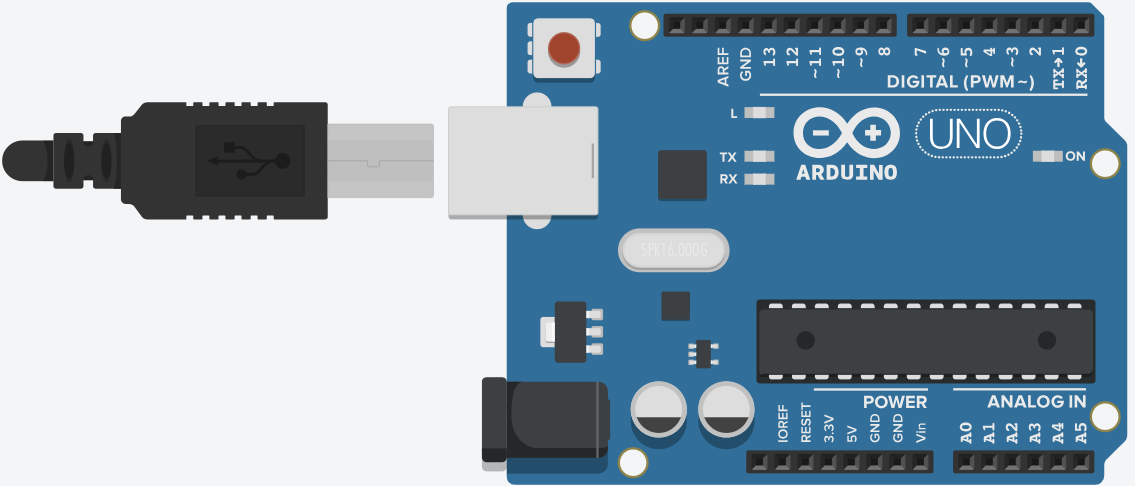 AREF
GND
13
12
~11
~10
~9
8
7
~6
~5
4
~3
2
TX→1
RX←0
DIGITAL (PWM~)
L
TX
RX
ARDUINO
UNO
ON
SPK16.000G
POWER
ANALOG IN
IOREF
RESET
3.3V
5V
GND
GND
Vin
A0
A1
A2
A3
A4
A5